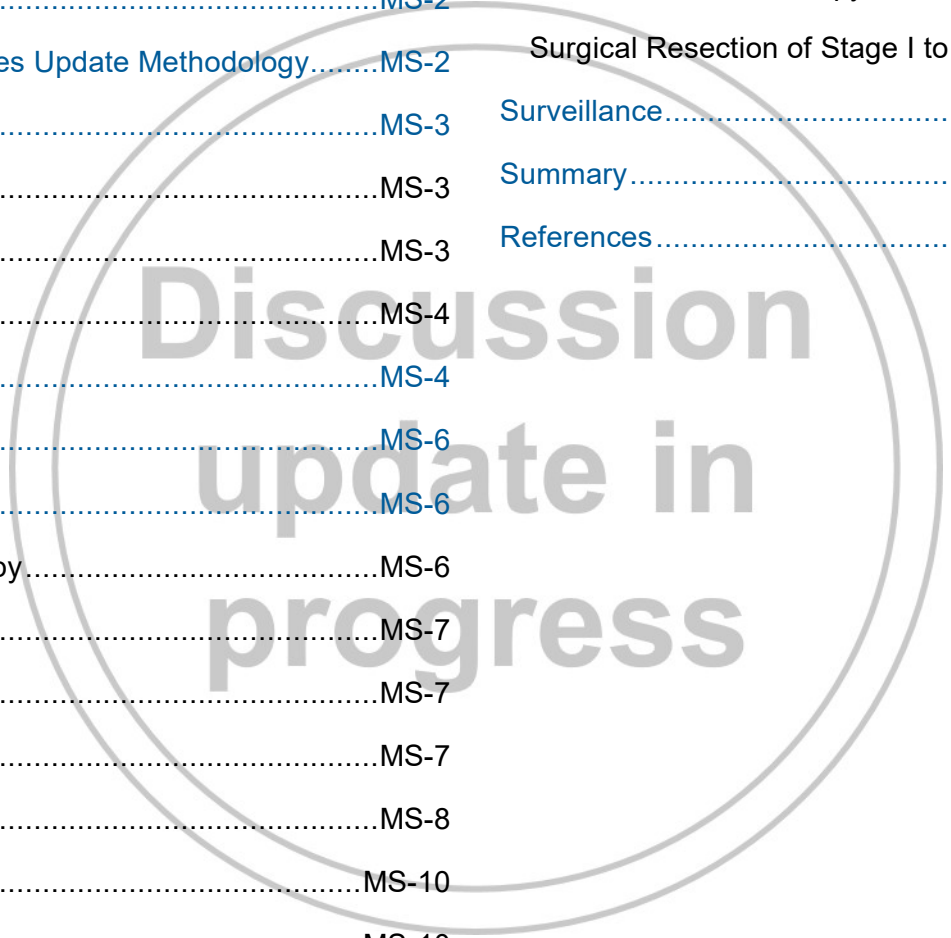 MS-2
es Update Methodology........MS-2
MS-3
MS-3
MS-3
MS-4
MS-4
MS-6
MS-6
MS-6
MS-7
MS-7
MS-7
MS-8
MS-10
Surgical Resection of Stage I to
Surveillance
Summary
References
Discussion
update in
progress